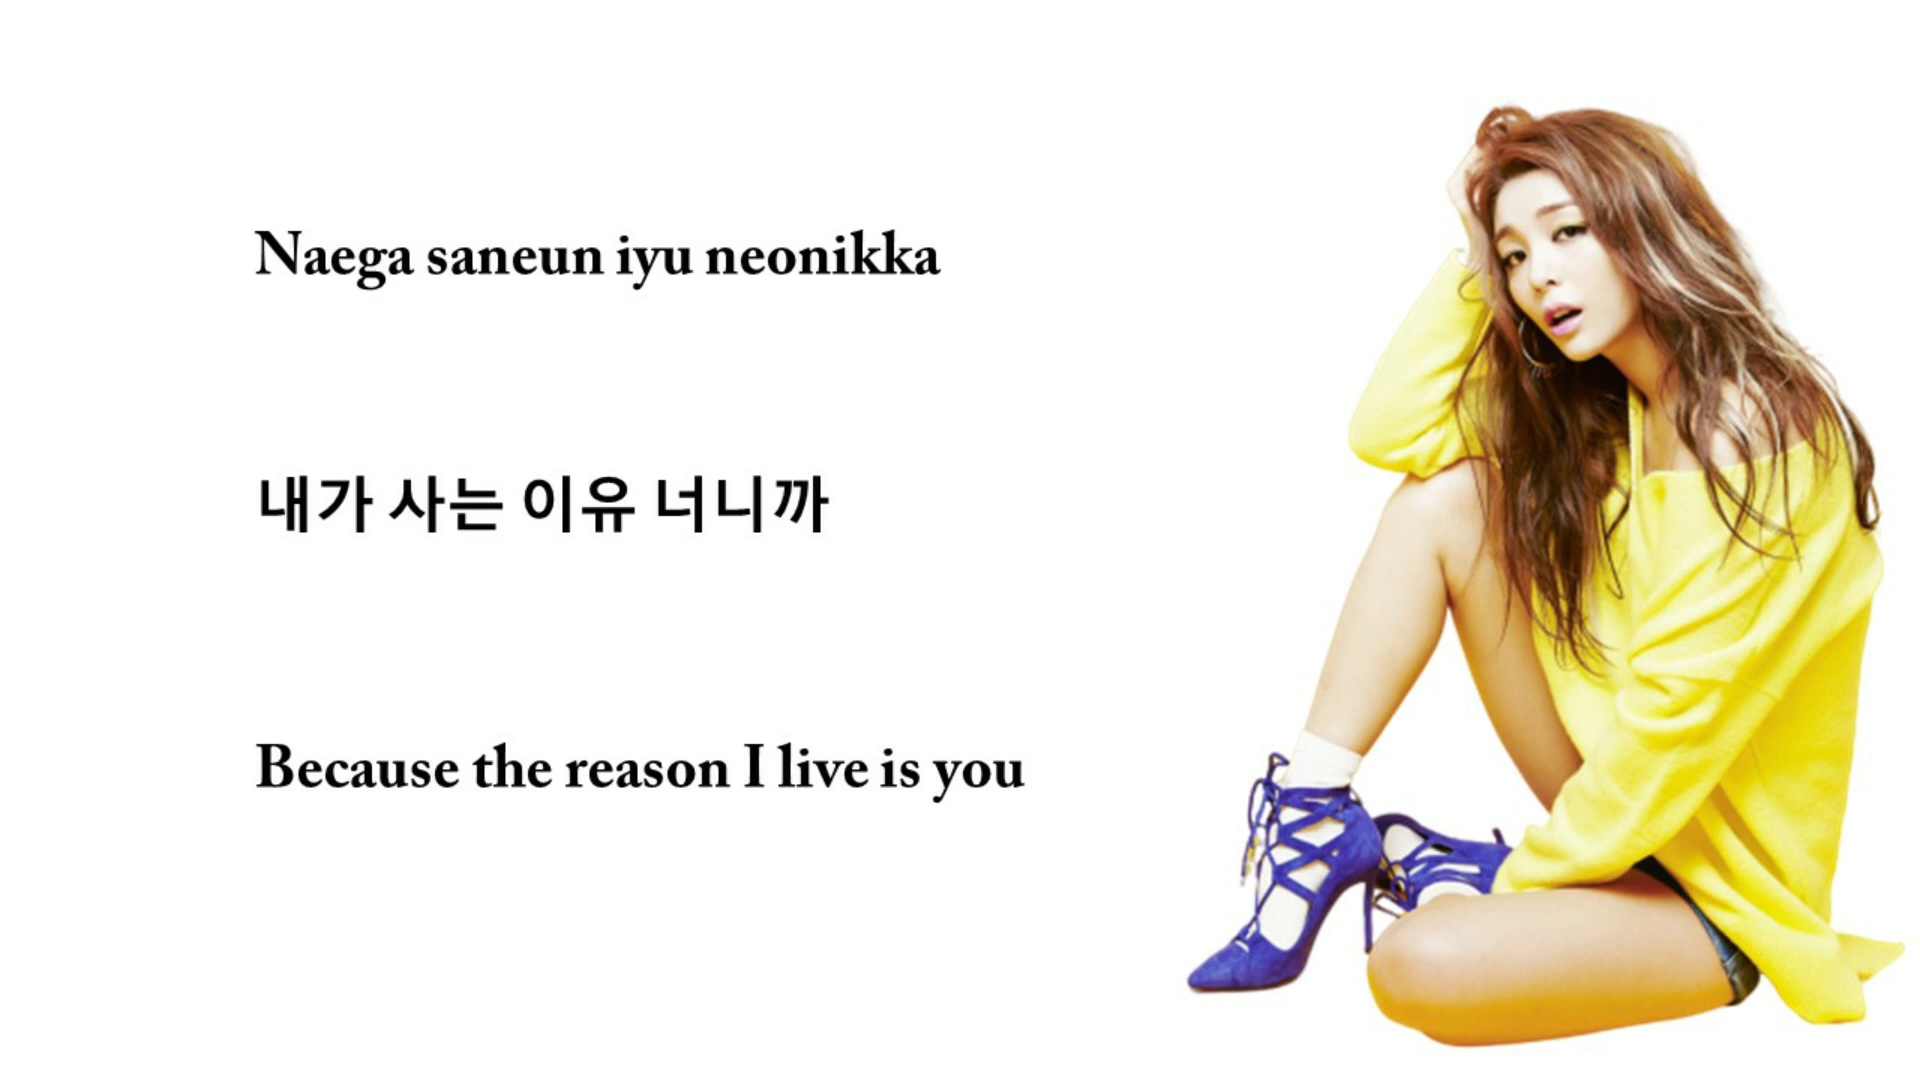 Naega saneun iyu neonikka
내가 사는 이유 너니까
Because the reason I live is you